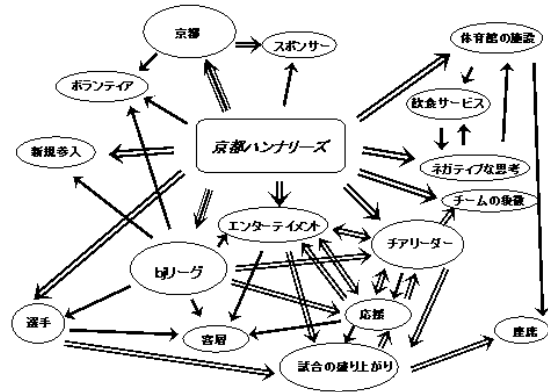 京都
スポンサー
体育館の施設
ボランティア
飲食サービス
京都ハンナリーズ
新規参入
ネガティブな思考
チームの特徴
エンターテイメント
チアリーダー
bjリーグ
選手
応援
客層
座席
試合の盛り上がり